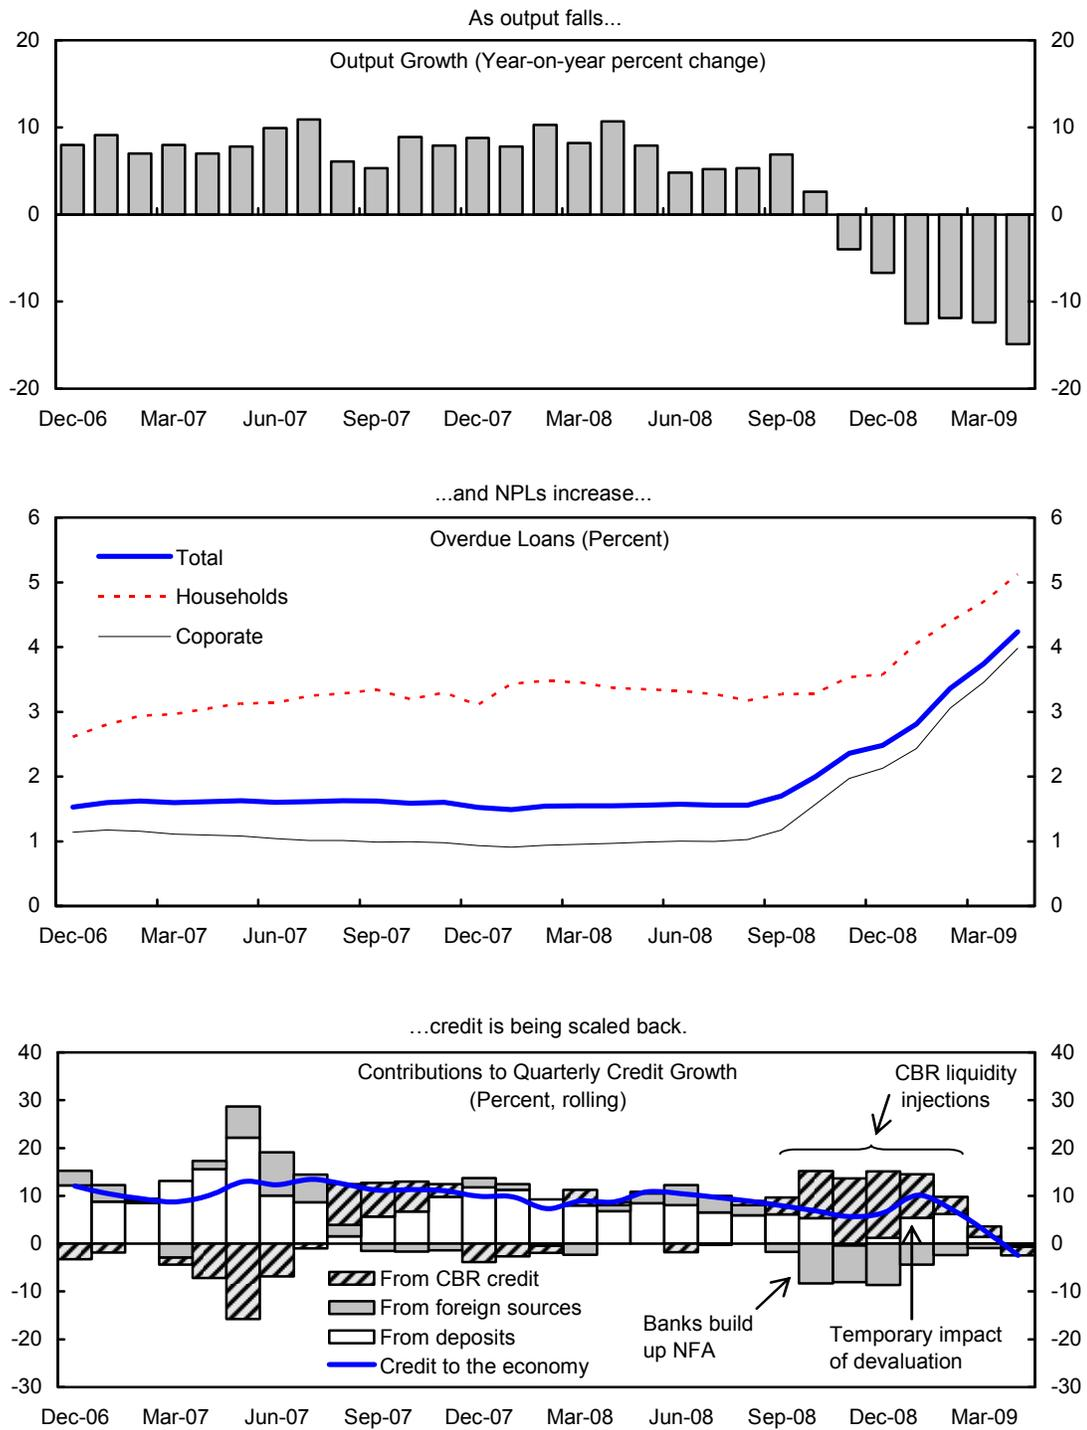 As output falls...
Output Growth (Year-on-year percent change)
20 20
10 10
0 0
-10 -10
-20 -20
Dec-06 Mar-07 Jun-07 Sep-07 Dec-07 Mar-08 Jun-08 Sep-08 Dec-08 Mar-09
...and NPLs increase...
Overdue Loans (Percent)
6 6
Total
5 5
Households
Coporate
4 4
3 3
2 2
1 1
0 0
Dec-06 Mar-07 Jun-07 Sep-07 Dec-07 Mar-08 Jun-08 Sep-08 Dec-08 Mar-09
...credit is being scaled back.
40 40
Contributions to Quarterly Credit Growth
(Percent, rolling)
CBR liquidity
injections
30 30
20 20
10 10
0 0
From CBR credit
From foreign sources
From deposits
Credit to the economy
Banks build
up NFA
Temporary impact
of devaluation
-10 -10
-20 -20
-30 -30
Dec-06 Mar-07 Jun-07 Sep-07 Dec-07 Mar-08 Jun-08 Sep-08 Dec-08 Mar-09